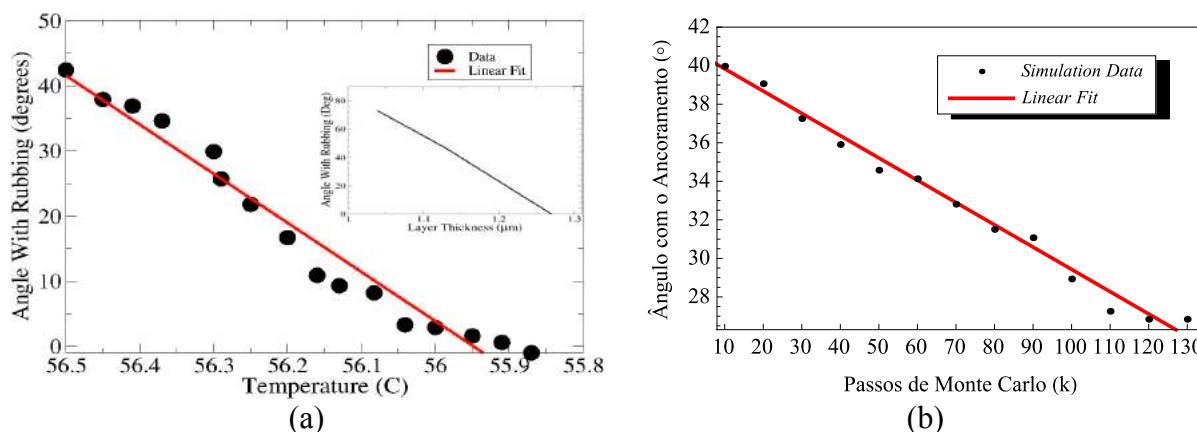 50
40
30
20
10
0
Angle With Rubbing (degrees)
Data
Linear Fit
80
60
40
20
0
Angle With Rubbing (Deg)
1 1.1 1.2 1.3
Layer Thickness (μm)
56.5 56.4 56.3 56.2 56.1 56 55.9 55.8
Temperature (C)
(a)
42
40
38
36
34
32
30
28
Ângulo com o Ancoramento (○)
Simulation Data
Linear Fit
10 20 30 40 50 60 70 80 90 100 110 120 130
Passos de Monte Carlo (k)
(b)